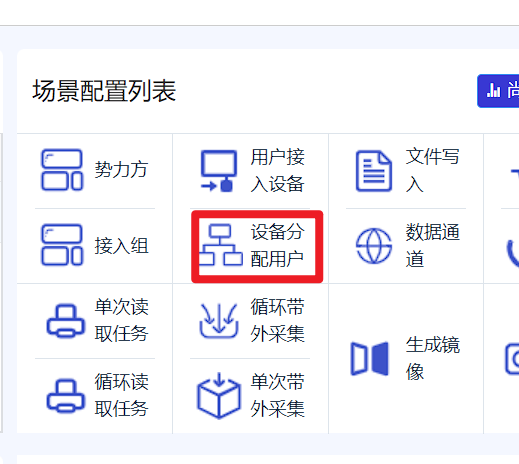 场景配置列表
尚
势力方
用户接
入设备
文件写
入
接入组
设备分
配用户
数据通
道
单次读
取任务
循环带
外采集
生成镜
像
循环读
取任务
单次带
外采集